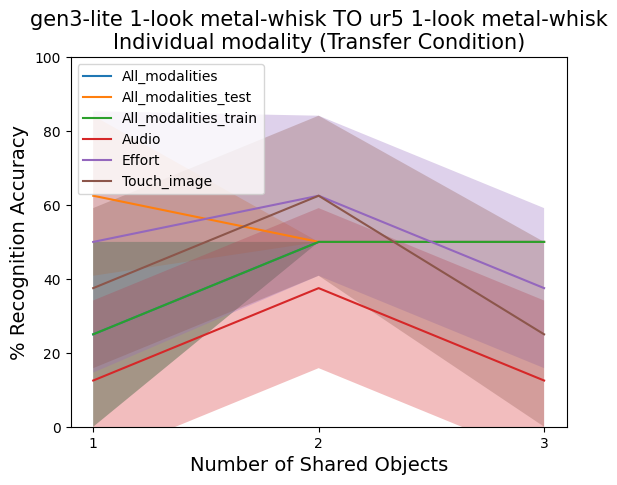 gen3-lite 1-look metal-whisk TO ur5 1-look metal-whisk
Individual modality (Transfer Condition)
100
80
60
40
20
0
% Recognition Accuracy
All_modalities
All_modalities_test
All_modalities_train
Audio
Effort
Touch_image
1
2
3
Number of Shared Objects